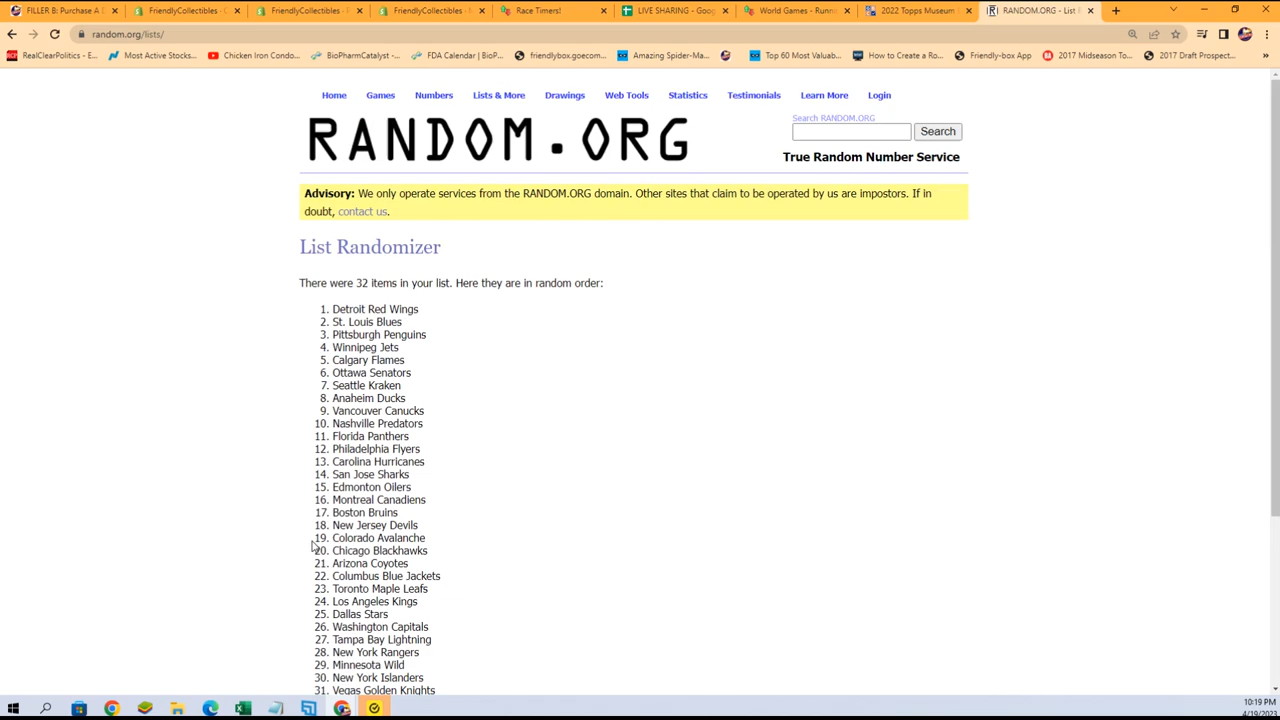 FILLER B: Purchase A D
FriendlyCollectibles - C
FriendlyCollectibles - F
FriendlyCollectibles - M
Race Timers!
LIVE SHARING - Goog
World Games - Runne
2022 Topps Museum
RANDOM.ORG - List R
random.org/lists/
RealClearPolitics - E...
Most Active Stocks...
Chicken Iron Condo...
BioPharmCatalyst -...
FDA Calendar | BioP...
friendlybox.goecom...
Amazing Spider-Ma...
Top 60 Most Valuab...
How to Create a Ro...
Friendly-box App
2017 Midseason To...
2017 Draft Prospect...
Home Games Numbers Lists & More Drawings Web Tools Statistics Testimonials Learn More Login
RANDOM.ORG
Search RANDOM.ORG
Search
True Random Number Service
Advisory: We only operate services from the RANDOM.ORG domain. Other sites that claim to be operated by us are impostors. If in
doubt, contact us.
List Randomizer
There were 32 items in your list. Here they are in random order:
1. Detroit Red Wings
2. St. Louis Blues
3. Pittsburgh Penguins
4. Winnipeg Jets
5. Calgary Flames
6. Ottawa Senators
7. Seattle Kraken
8. Anaheim Ducks
9. Vancouver Canucks
10. Nashville Predators
11. Florida Panthers
12. Philadelphia Flyers
13. Carolina Hurricanes
14. San Jose Sharks
15. Edmonton Oilers
16. Montreal Canadiens
17. Boston Bruins
18. New Jersey Devils
19. Colorado Avalanche
20. Chicago Blackhawks
21. Arizona Coyotes
22. Columbus Blue Jackets
23. Toronto Maple Leafs
24. Los Angeles Kings
25. Dallas Stars
26. Washington Capitals
27. Tampa Bay Lightning
28. New York Rangers
29. Minnesota Wild
30. New York Islanders
31. Vegas Golden Knights
10:19 PM
4/19/2023